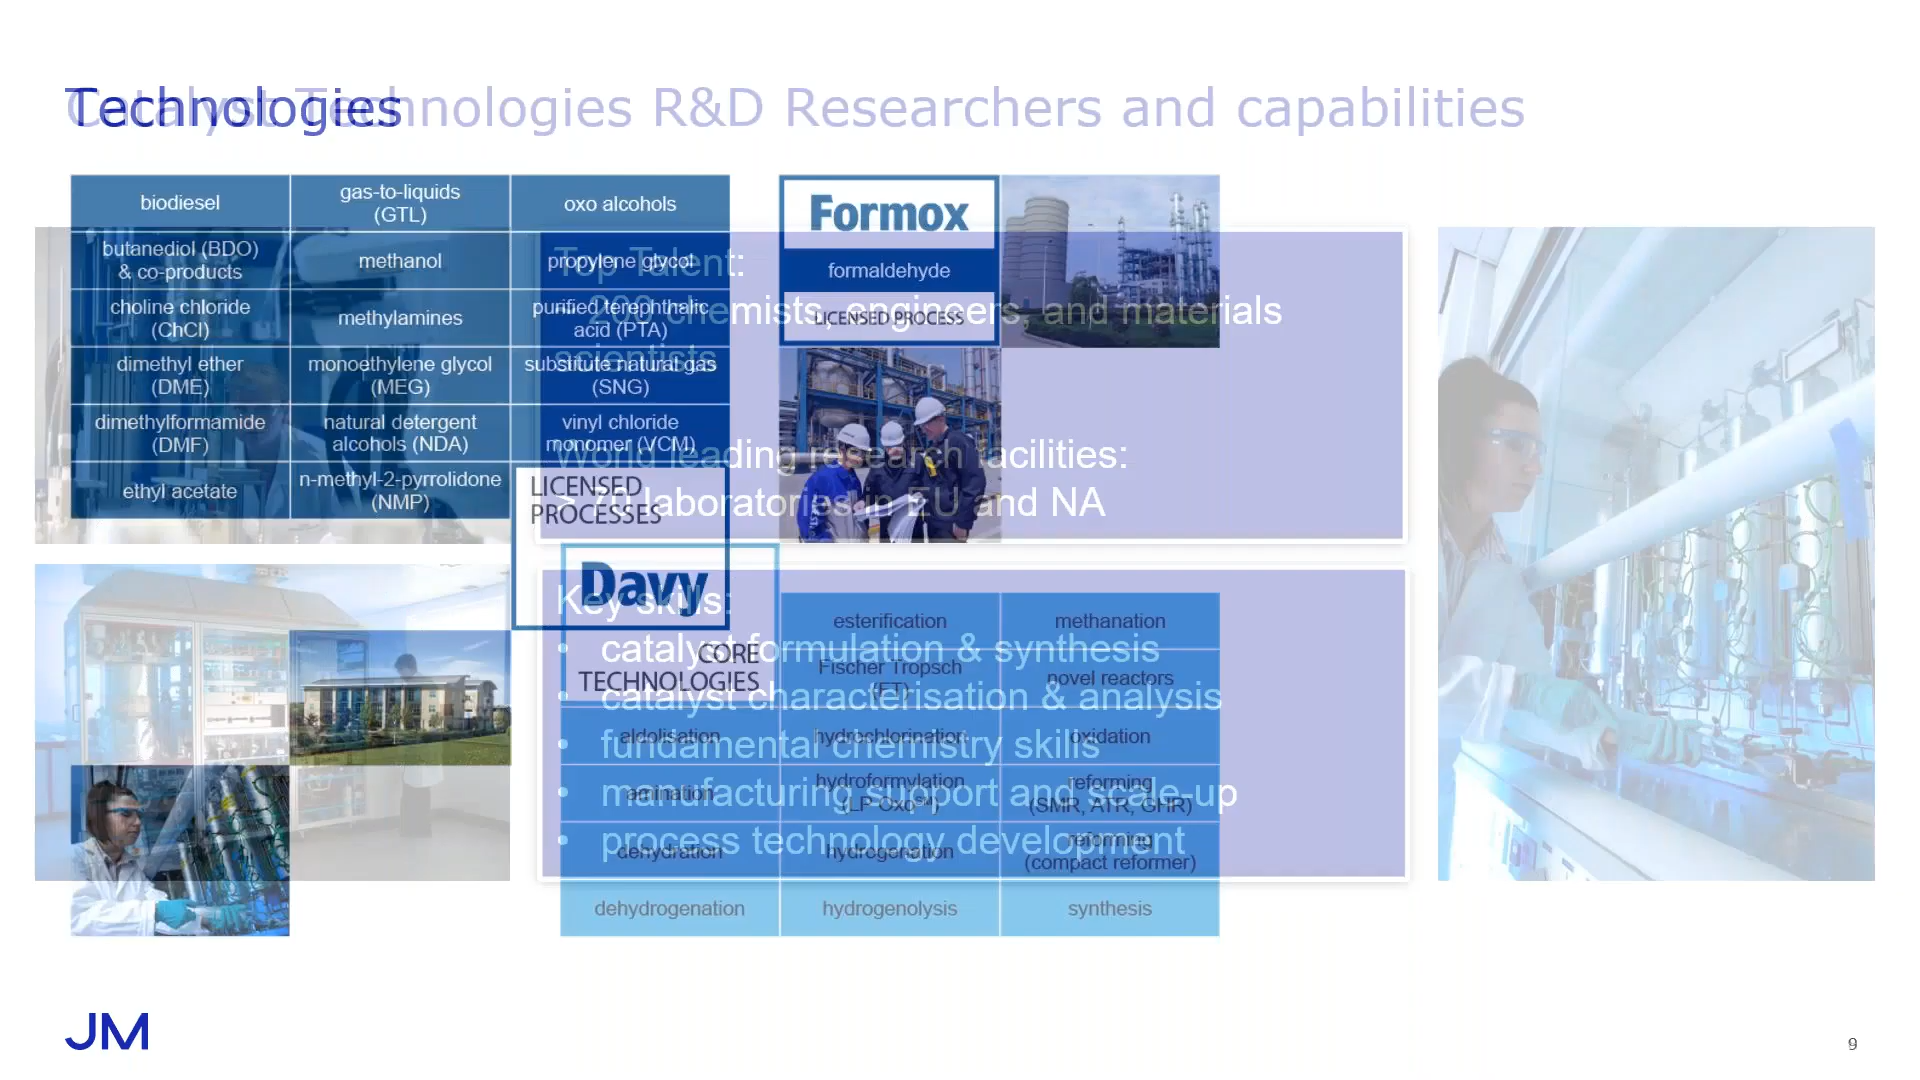 Technologies
Catalyst Technologies R&D Researchers and capabilities
biodiesel
gas-to-liquids
(GTL)
oxo alcohols
butanediol (BDO)
& co-products
methanol
propylene glycol
choline chloride
(ChCl)
methylamines
purified terephthalic
acid (PTA)
dimethyl ether
(DME)
monoethylene glycol
(MEG)
substitute natural gas
(SNG)
dimethylformamide
(DMF)
natural detergent
alcohols (NDA)
vinyl chloride
monomer (VCM)
ethyl acetate
n-methyl-2-pyrrolidone
(NMP)
LICENSED
PROCESSES
Davy
CORE
TECHNOLOGIES
Formox
formaldehyde
LICENSED PROCESS
Top Talent:
200 chemists, engineers, and materials
scientists
World leading research facilities:
> 70 laboratories in EU and NA
Key skills:
• catalyst formulation & synthesis
• catalyst characterisation & analysis
• fundamental chemistry skills
• manufacturing support and scale-up
• process technology development
esterification
methanation
Fischer Tropsch
(FT)
novel reactors
aldolisation
hydrochlorination
oxidation
amination
hydroformylation
(LP Oxo℠)
reforming
(SMR, ATR, GHR)
dehydration
hydrogenation
reforming
(compact reformer)
dehydrogenation
hydrogenolysis
synthesis
JM
9